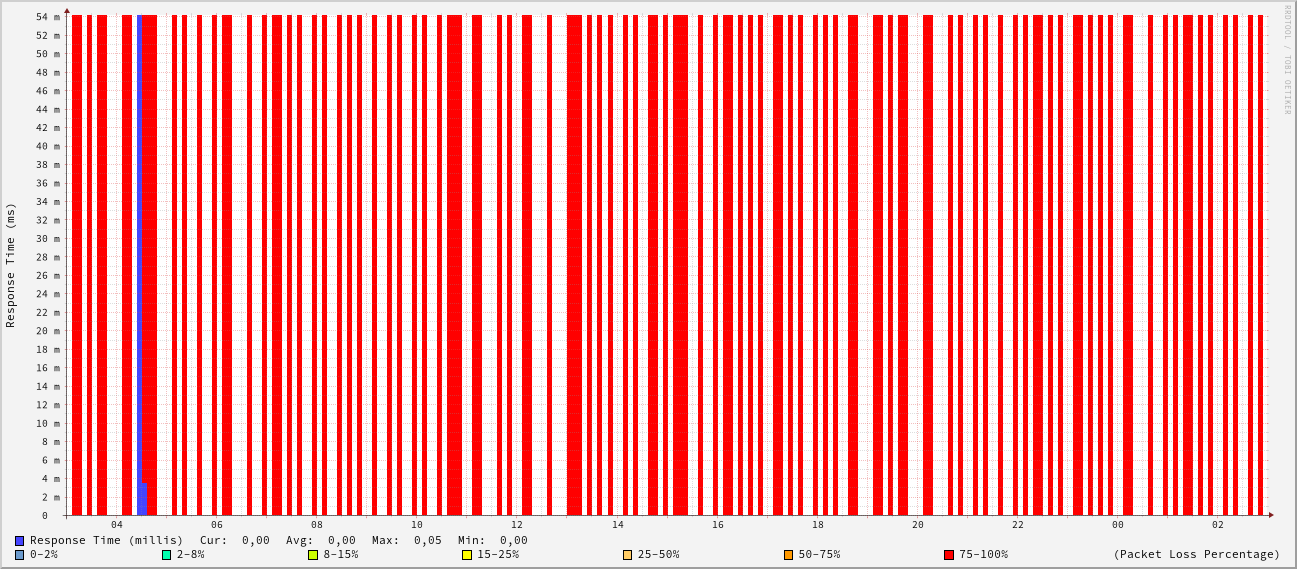 RRDTOOL / TOBI OETIKER
Response Time (ms)
54 m
52 m
50 m
48 m
46 m
44 m
42 m
40 m
38 m
36 m
34 m
32 m
30 m
28 m
26 m
24 m
22 m
20 m
18 m
16 m
14 m
12 m
10 m
8 m
6 m
4 m
2 m
0
04 06 08 10 12 14 16 18 20 22 00 02
Response Time (millis) Cur: 0,00 Avg: 0,00 Max: 0,05 Min: 0,00
0-2% 2-8% 8-15% 15-25% 25-50% 50-75% 75-100% (Packet Loss Percentage)